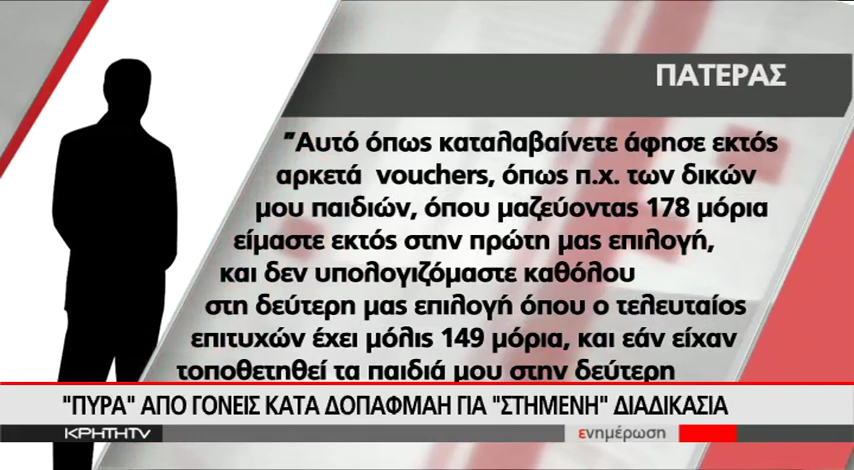 ΠΑΤΕΡΑΣ
"Αυτό όπως καταλαβαίνετε άφησε εκτός
αρκετά vouchers, όπως π.χ. των δικών
μου παιδιών, όπου μαζεύοντας 178 μόρια
είμαστε εκτός στην πρώτη μας επιλογή,
και δεν υπολογιζόμαστε καθόλου
στη δεύτερη μας επιλογή όπου ο τελευταίος
επιτυχών έχει μόλις 149 μόρια, και εάν είχαν
τοποθετηθεί τα παιδιά μου στην δεύτερη
"ΠΥΡΑ" ΑΠΟ ΓΟΝΕΙΣ ΚΑΤΑ ΔΟΠΑΦΜΑΗ ΓΙΑ "ΣΤΗΜΕΝΗ" ΔΙΑΔΙΚΑΣΙΑ
ΚΡΗΤΗTV
ενημέρωση